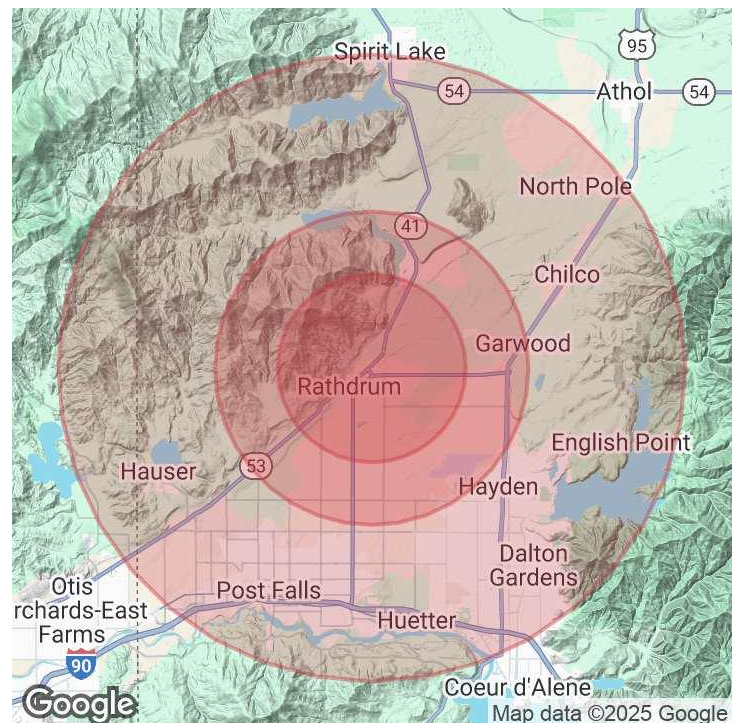 Spirit Lake
95
54
Athol
54
North Pole
41
Chilco
Garwood
Rathdrum
English Point
Hauser
53
Hayden
Dalton
Gardens
Otis
rchards-East
Farms
Post Falls
Huetter
90
Coeur d'Alene
Google
Map data ©2025 Google